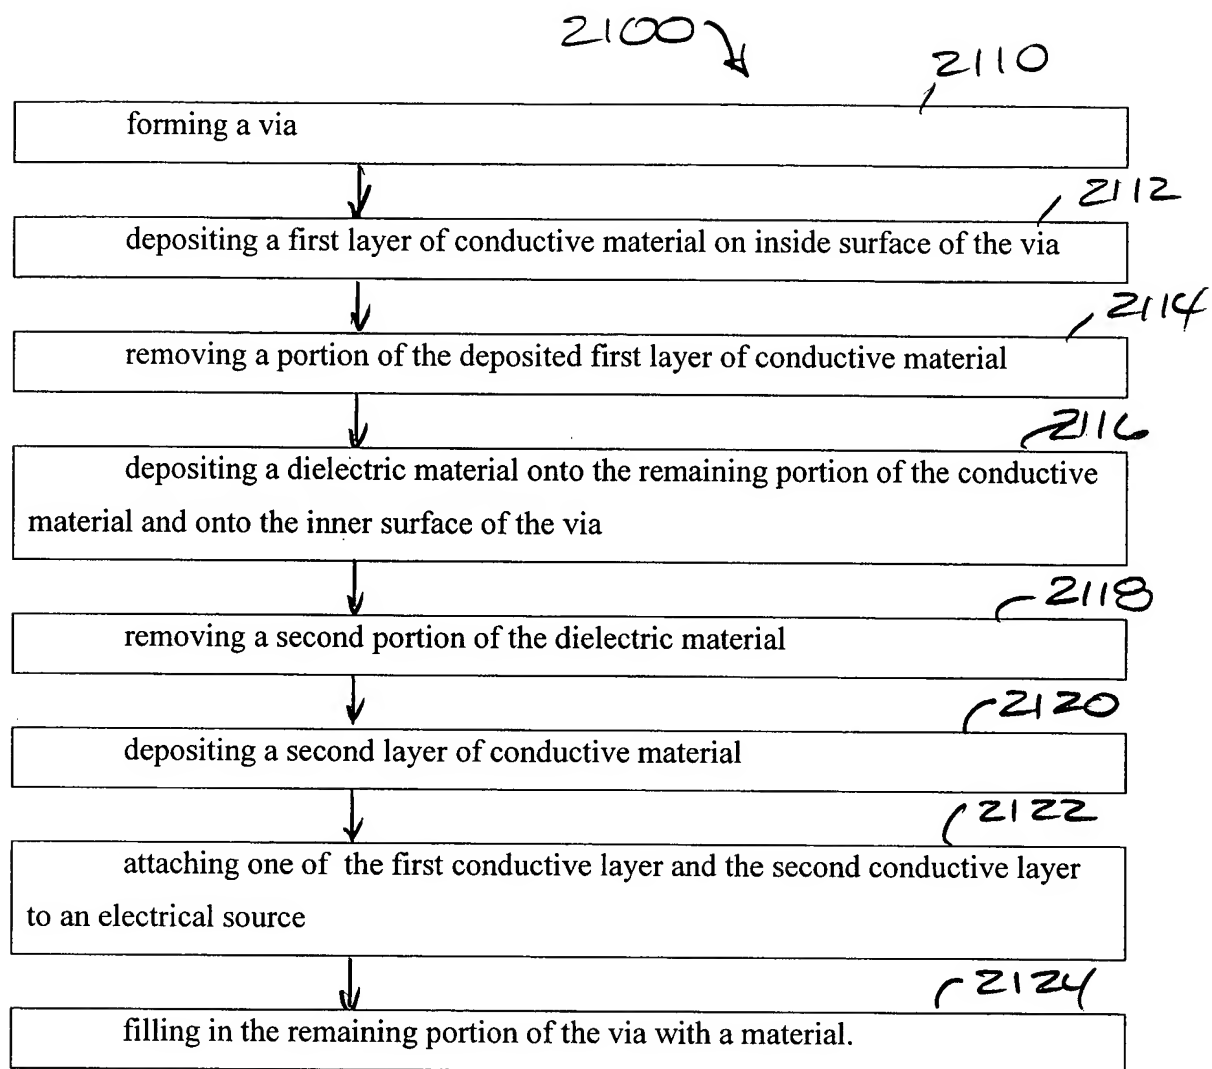 2100
2110
forming a via
2112
depositing a first layer of conductive material on inside surface of the via
2114
removing a portion of the deposited first layer of conductive material
2116
depositing a dielectric material onto the remaining portion of the conductive
material and onto the inner surface of the via
2118
removing a second portion of the dielectric material
2120
depositing a second layer of conductive material
2122
attaching one of the first conductive layer and the second conductive layer
to an electrical source
2124
filling in the remaining portion of the via with a material.